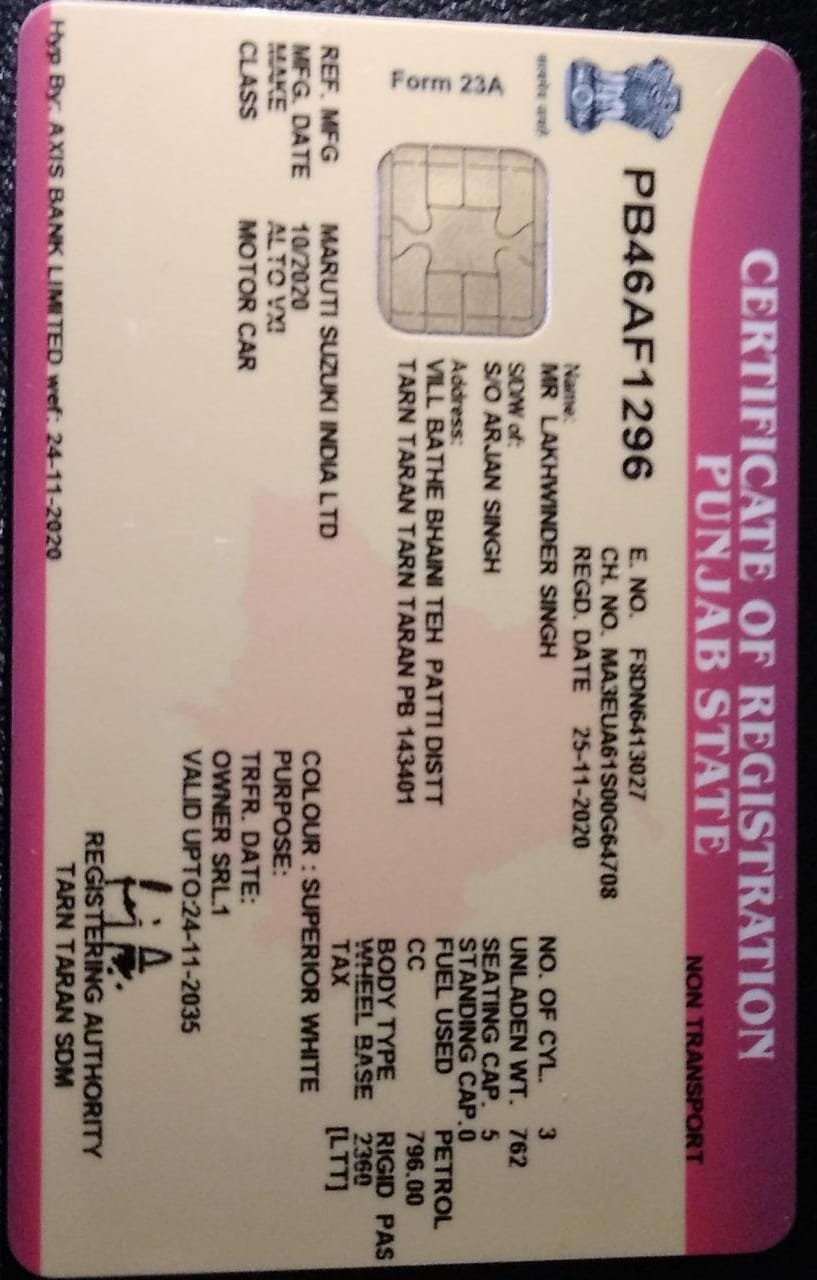 CERTIFICATE OF REGISTRATION
PUNJAB STATE
NON TRANSPORT
PB46AF1296
E. NO. F8DN6413027
CH. NO. MA3EUA61S00G64708
REGD. DATE 25-11-2020
सत्यमेव जयते
Form 23A
Name:
MR LAKHWINDER SINGH
S/D/W of:
S/O ARJAN SINGH
Address:
VILL BATHE BHAINI TEH PATTI DISTT
TARN TARAN TARN TARAN PB 143401
NO. OF CYL. 3
UNLADEN WT. 762
SEATING CAP. 5
STANDING CAP.0
FUEL USED PETROL
CC 796.00
BODY TYPE RIGID PAS
WHEEL BASE 2360
TAX [LTT]
REF. MFG MARUTI SUZUKI INDIA LTD
MFG. DATE 10/2020
MAKE ALTO VXI
CLASS MOTOR CAR
COLOUR : SUPERIOR WHITE
PURPOSE:
TRFR. DATE:
OWNER SRL.1
VALID UPTO:24-11-2035
REGISTERING AUTHORITY
TARN TARAN SDM
Hyp By: AXIS BANK LIMITED wef: 24-11-2020